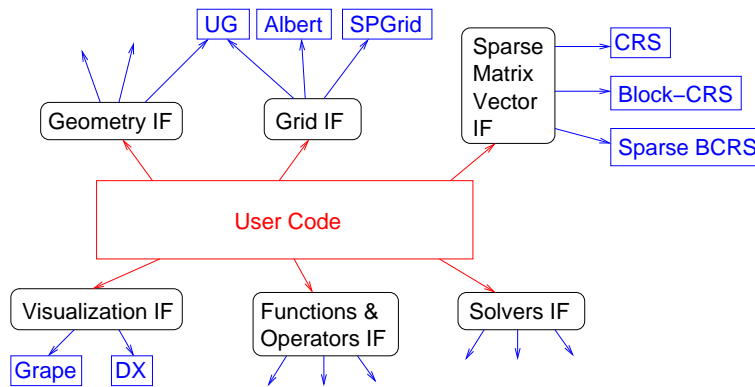 UG
Albert
SPGrid
Sparse
Matrix
Vector
IF
CRS
Block-CRS
Sparse BCRS
Geometry IF
Grid IF
User Code
Visualization IF
Functions &
Operators IF
Solvers IF
Grape
DX